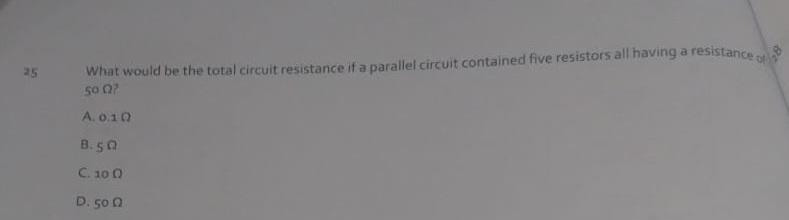 25 What would be the total circuit resistance if a parallel circuit contained five resistors all having a resistance of
50 Ω?
A. 0.1 Ω
B. 5 Ω
C. 10 Ω
D. 50 Ω